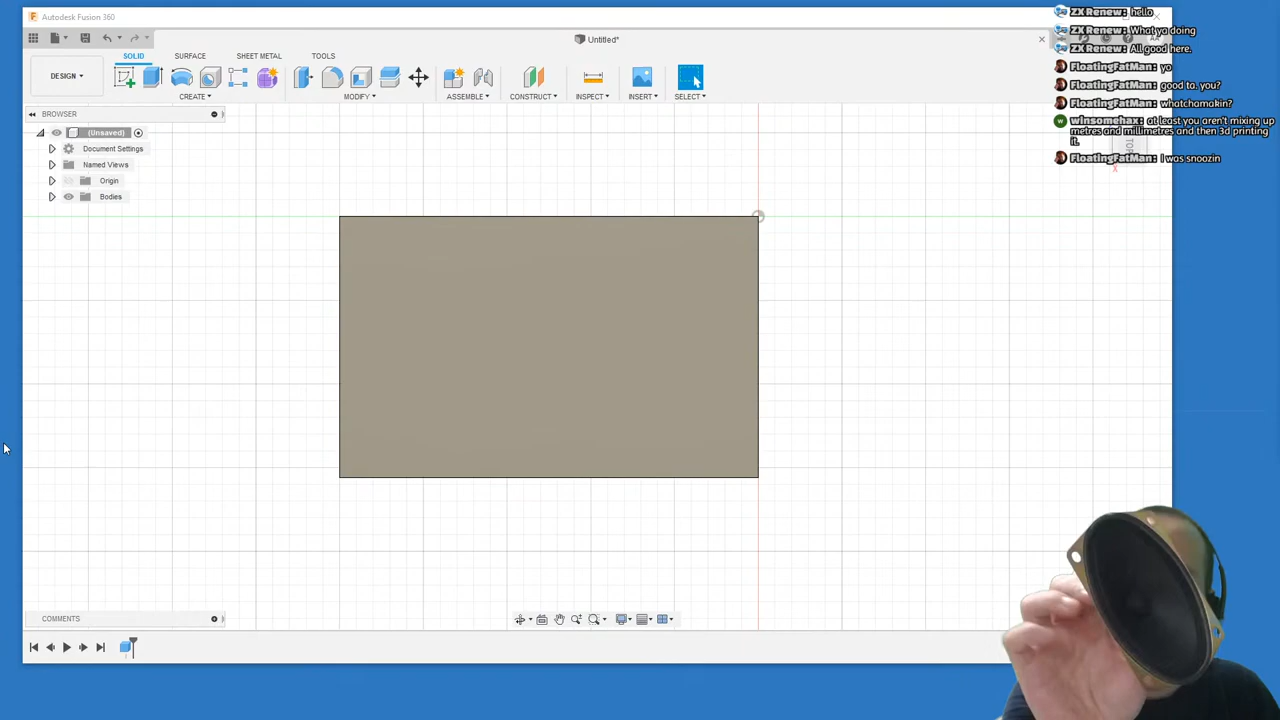 Autodesk Fusion 360
Untitled*
SOLID
SURFACE
SHEET METAL
TOOLS
DESIGN
CREATE
MODIFY
ASSEMBLE
CONSTRUCT
INSPECT
INSERT
SELECT
BROWSER
(Unsaved)
Document Settings
Named Views
Origin
Bodies
ZX Renew: hello
ZX Renew: What ya doing
ZX Renew: All good here.
FloatingFatMan: yo
FloatingFatMan: good ta, you?
FloatingFatMan: whatchamakin?
winsomehax: at least you aren't mixing up
metres and millimetres and then 3d printing
it.
FloatingFatMan: I was snoozin
TOP
X
COMMENTS